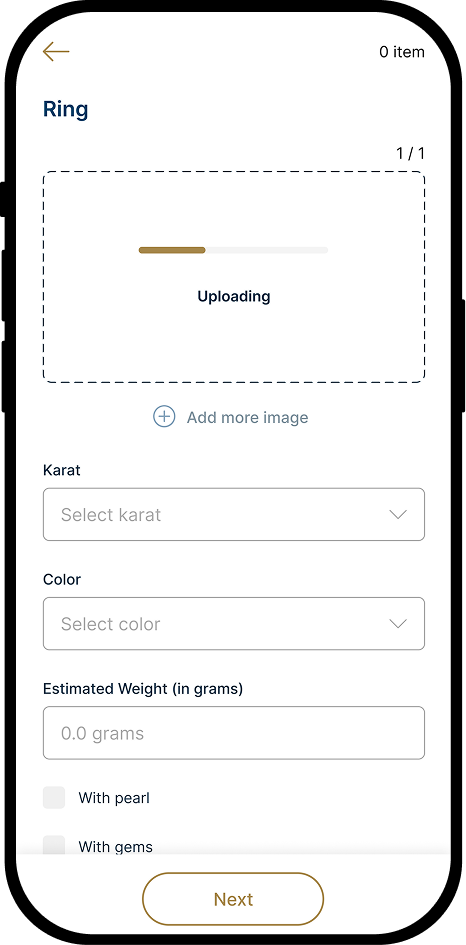 0 item
Ring
1 / 1
Uploading
Add more image
Karat
Select karat
Color
Select color
Estimated Weight (in grams)
0.0 grams
With pearl
With gems
Next